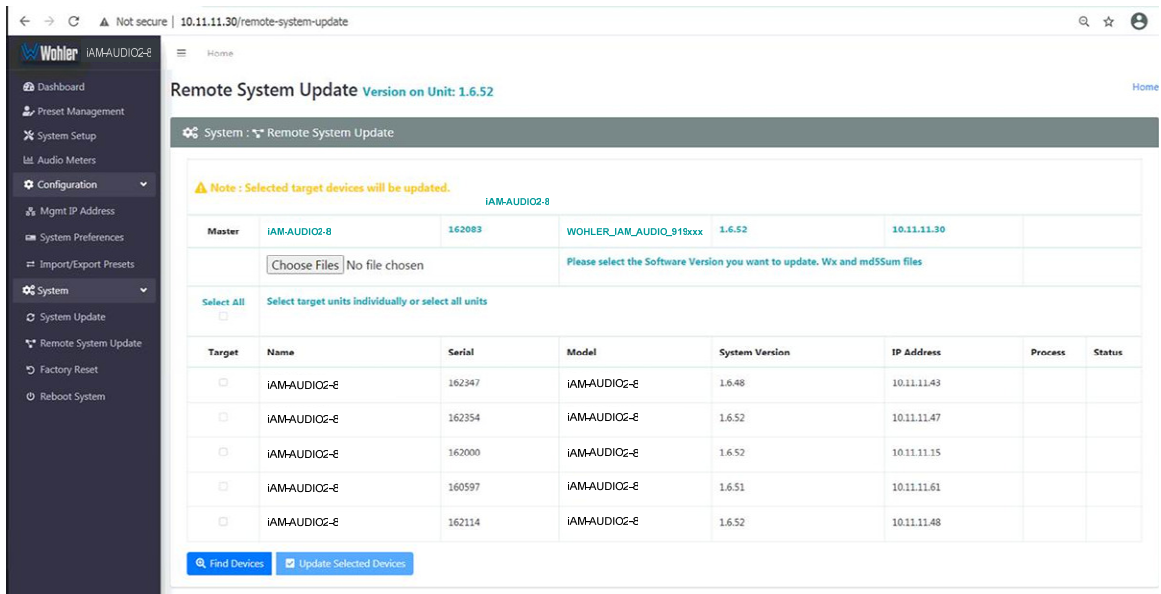 Not secure | 10.11.11.30/remote-system-update
Wohler iAM-AUDIO2-8
Home
Dashboard
Preset Management
System Setup
Audio Meters
Configuration
Mgmt IP Address
System Preferences
Import/Export Presets
System
System Update
Remote System Update
Factory Reset
Reboot System
Remote System Update Version on Unit: 1.6.52
Home
System : Remote System Update
Note : Selected target devices will be updated.
iAM-AUDIO2-8
Master iAM-AUDIO2-8 162083 WOHLER_IAM_AUDIO_919xxx 1.6.52 10.11.11.30
Choose Files No file chosen Please select the Software Version you want to update. Wx and md5Sum files
Select All Select target units individually or select all units
Target Name Serial Model System Version IP Address Process Status
iAM-AUDIO2-8 162347 iAM-AUDIO2-8 1.6.48 10.11.11.43
iAM-AUDIO2-8 162354 iAM-AUDIO2-8 1.6.52 10.11.11.47
iAM-AUDIO2-8 162000 iAM-AUDIO2-8 1.6.52 10.11.11.15
iAM-AUDIO2-8 160597 iAM-AUDIO2-8 1.6.51 10.11.11.61
iAM-AUDIO2-8 162114 iAM-AUDIO2-8 1.6.52 10.11.11.48
Find Devices Update Selected Devices